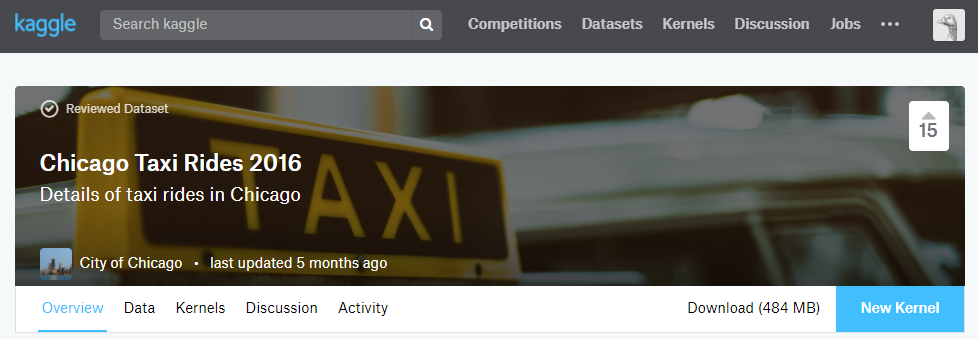 kaggle
Search kaggle
Competitions Datasets Kernels Discussion Jobs •••
Reviewed Dataset
15
Chicago Taxi Rides 2016
Details of taxi rides in Chicago
TAXI
City of Chicago • last updated 5 months ago
Overview Data Kernels Discussion Activity Download (484 MB) New Kernel